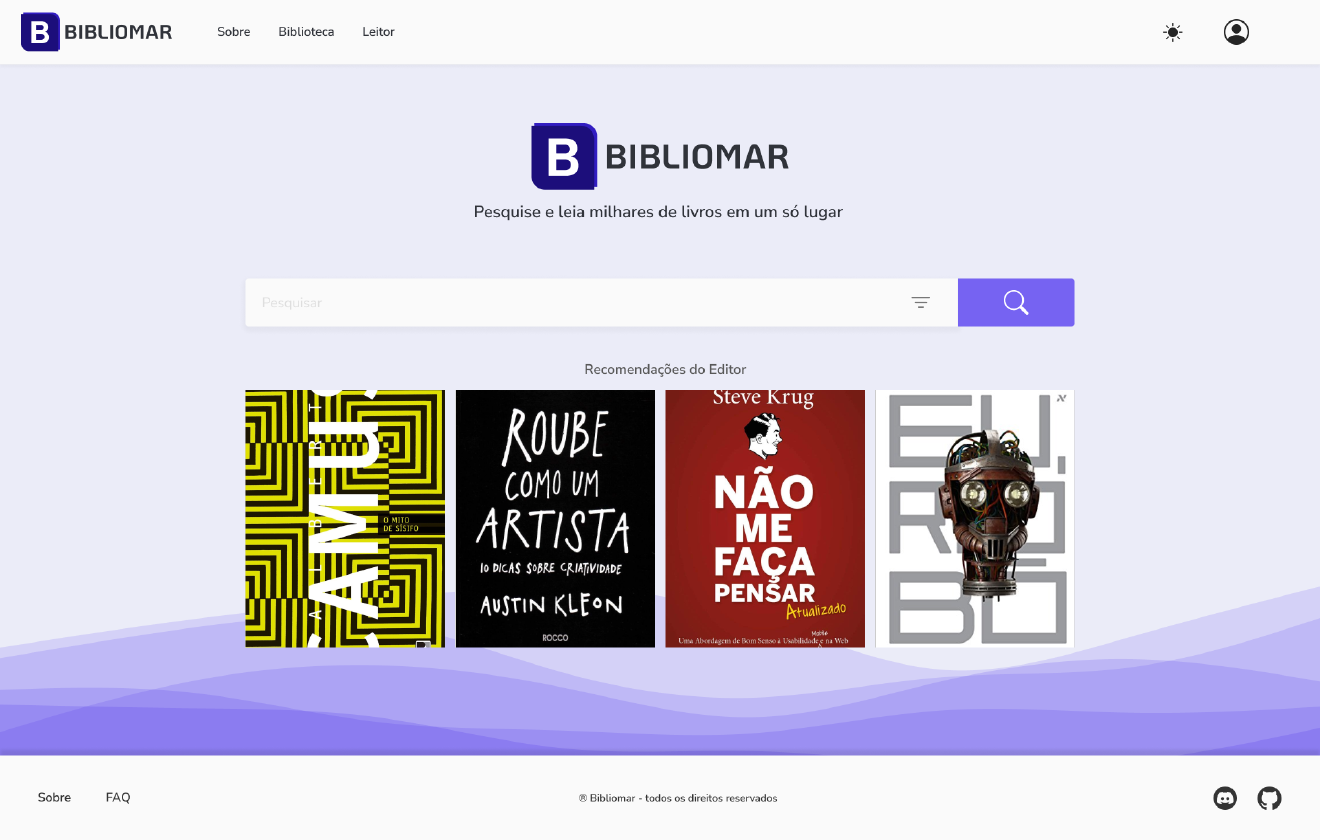 B BIBLIOMAR
Sobre
Biblioteca
Leitor
B BIBLIOMAR
Pesquise e leia milhares de livros em um só lugar
Pesquisar
Recomendações do Editor
ALBERT
CAMUS
O MITO
DE SÍSIFO
ROUBE
COMO UM
ARTISTA
10 DICAS SOBRE CRIATIVIDADE
AUSTIN KLEON
ROCCO
Steve Krug
NÃO
ME
FAÇA
PENSAR
Atualizado
Mobile
Uma Abordagem de Bom Senso à Usabilidade e na Web
EU,
ROBÔ
Sobre
FAQ
® Bibliomar - todos os direitos reservados